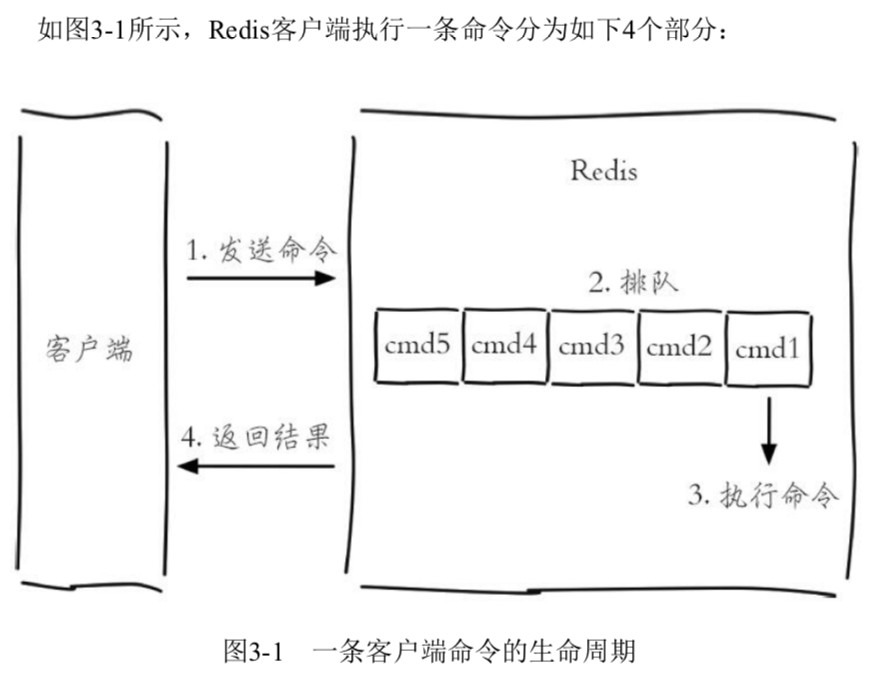 如图3-1所示，Redis客户端执行一条命令分为如下4个部分：
Redis
1. 发送命令
2. 排队
客户端
cmd5 cmd4 cmd3 cmd2 cmd1
4. 返回结果
3. 执行命令
图3-1 一条客户端命令的生命周期